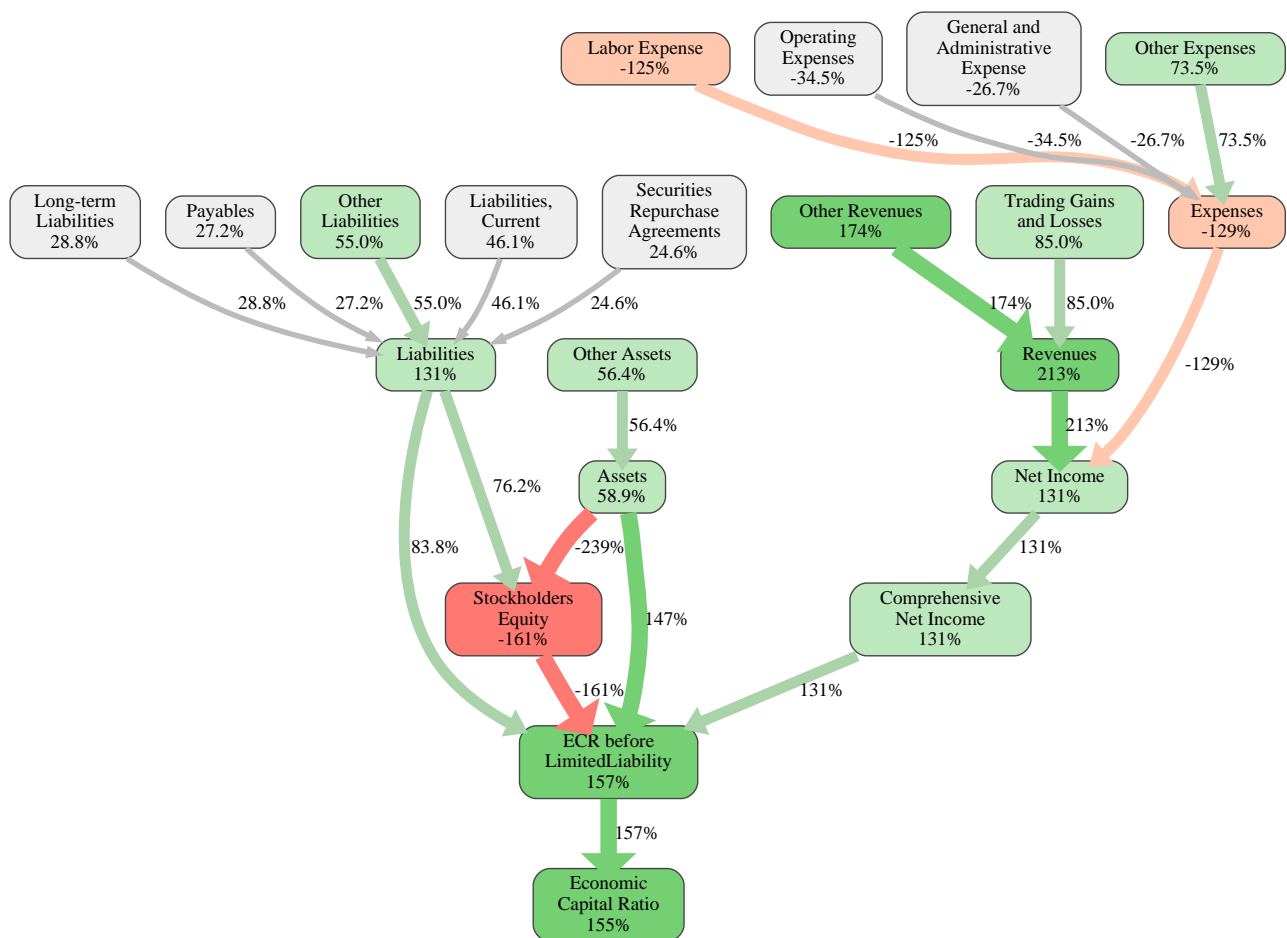 Labor Expense
-125%
Operating
Expenses
-34.5%
General and
Administrative
Expense
-26.7%
Other Expenses
73.5%
-125%
-34.5%
-26.7%
73.5%
Long-term
Liabilities
28.8%
Payables
27.2%
Other
Liabilities
55.0%
Liabilities,
Current
46.1%
Securities
Repurchase
Agreements
24.6%
Other Revenues
174%
Trading Gains
and Losses
85.0%
Expenses
-129%
28.8%
27.2%
55.0%
46.1%
24.6%
174%
85.0%
Liabilities
131%
Other Assets
56.4%
Revenues
213%
-129%
56.4%
213%
Assets
58.9%
Net Income
131%
76.2%
83.8%
-239%
131%
Stockholders
Equity
-161%
147%
Comprehensive
Net Income
131%
-161%
131%
ECR before
LimitedLiability
157%
157%
Economic
Capital Ratio
155%